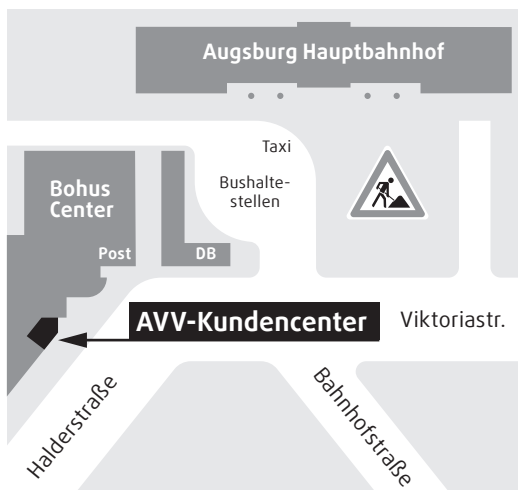 Augsburg Hauptbahnhof
Taxi
Bushalte-
stellen
Bohus
Center
Post
DB
AVV-Kundencenter
Viktoriastr.
Halderstraße
Bahnhofstraße